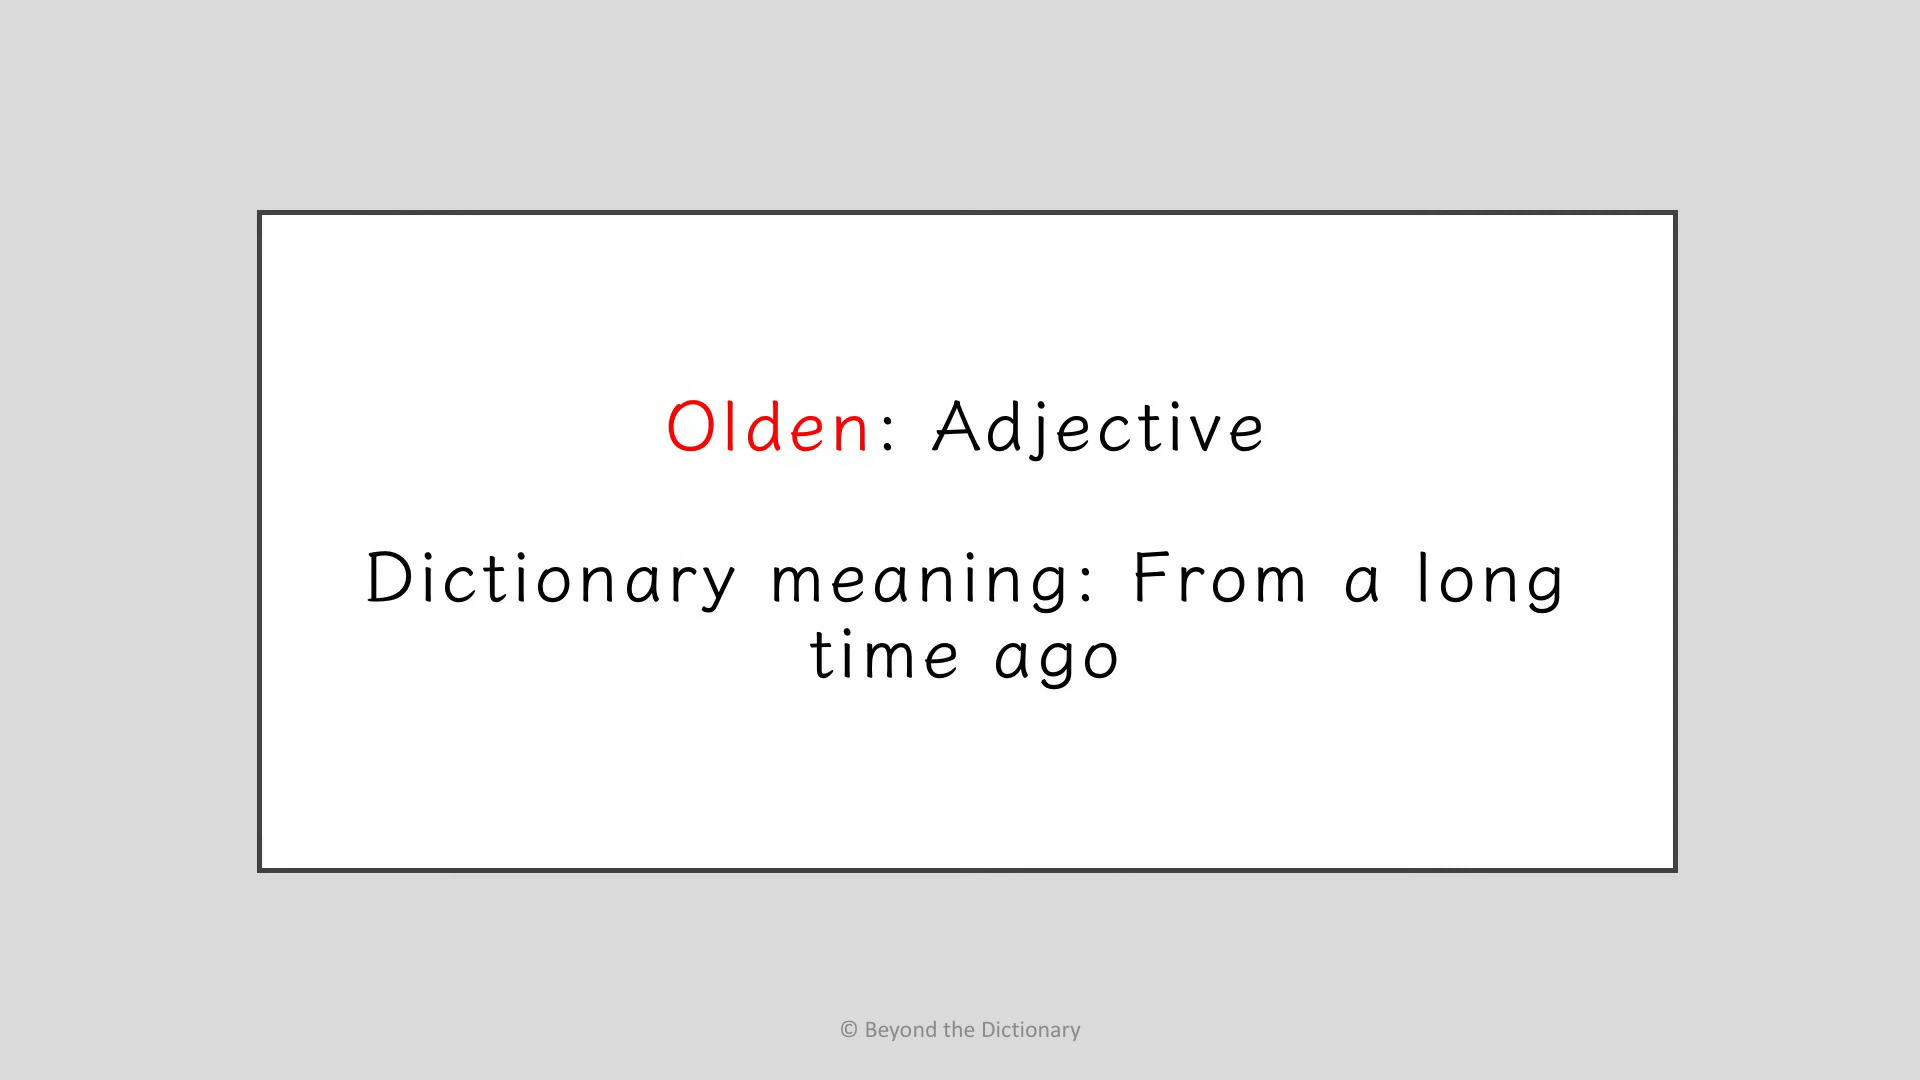 Olden: Adjective
Dictionary meaning: From a long
time ago
© Beyond the Dictionary